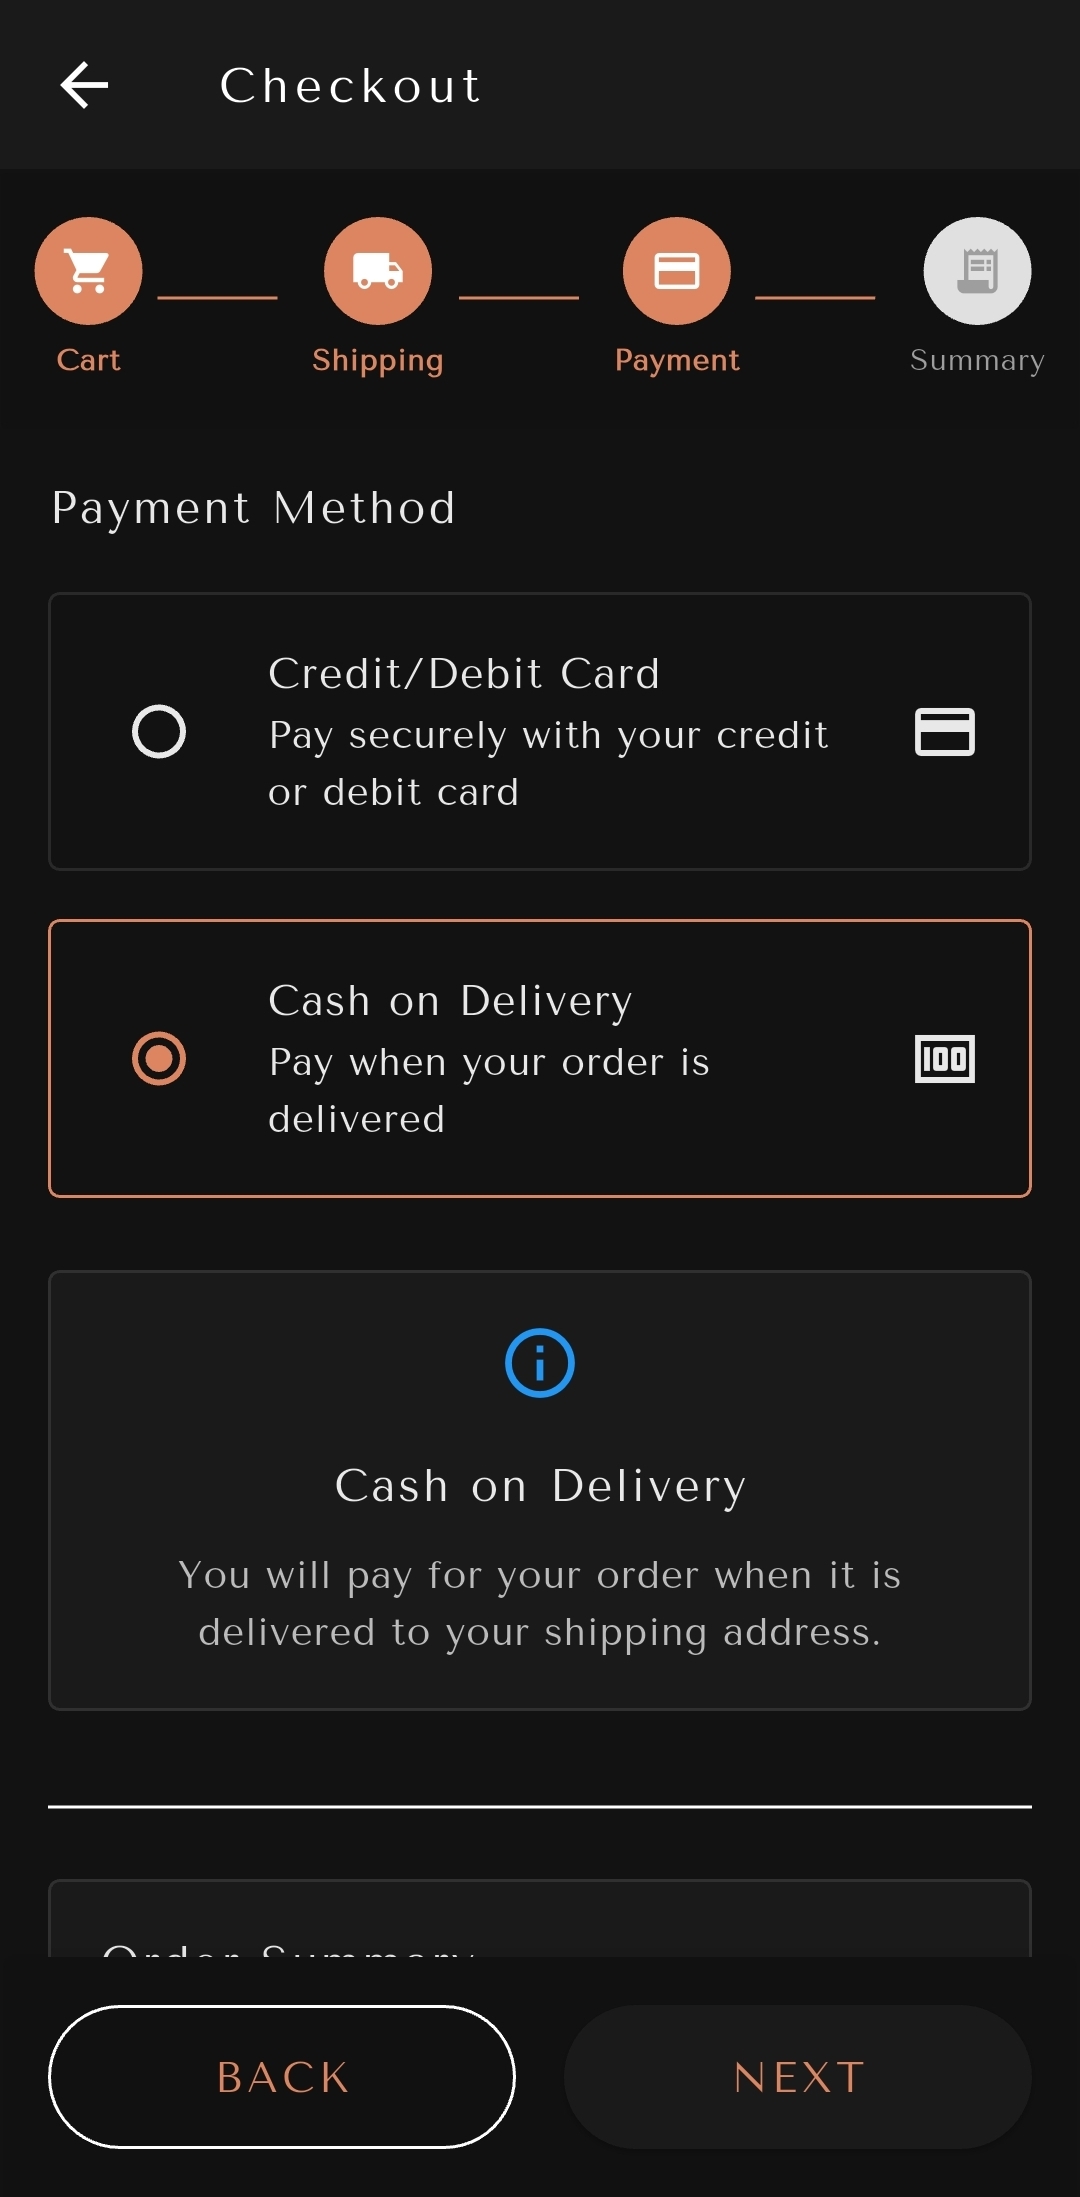 Checkout
Cart
Shipping
Payment
Summary
Payment Method
Credit/Debit Card
Pay securely with your credit
or debit card
Cash on Delivery
Pay when your order is
delivered
100
Cash on Delivery
You will pay for your order when it is
delivered to your shipping address.
Order Summary
BACK
NEXT